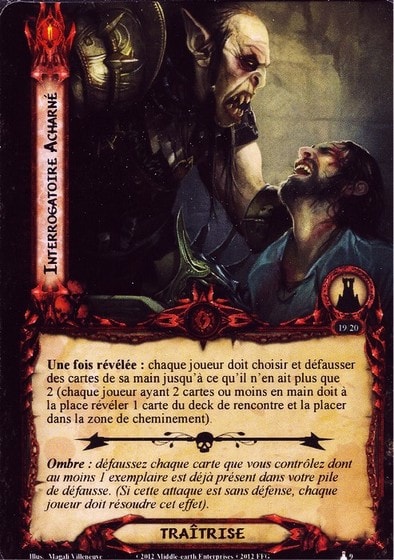 INTERROGATOIRE ACHARNÉ
19/20
Une fois révélée : chaque joueur doit choisir et défausser
des cartes de sa main jusqu'à ce qu'il n'en ait plus que
2 (chaque joueur ayant 2 cartes ou moins en main doit à
la place révéler 1 carte du deck de rencontre et la placer
dans la zone de cheminement).
Ombre : défaussez chaque carte que vous contrôlez dont
au moins 1 exemplaire est déjà présent dans votre pile
de défausse. (Si cette attaque est sans défense, chaque
joueur doit résoudre cet effet).
TRAÎTRISE
Illus. Magali Villeneuve • 2012 Middle-earth Enterprises • 2012 FFG 9